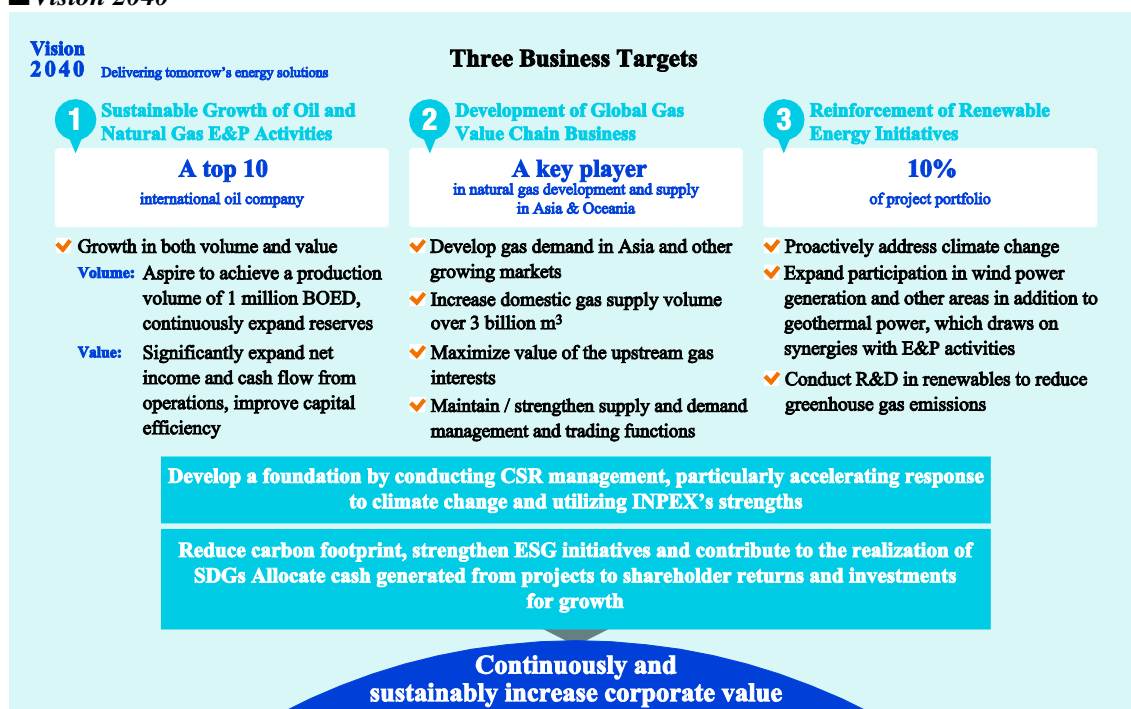 Vision 2040
Vision
2040 Delivering tomorrow's energy solutions
Three Business Targets
1 Sustainable Growth of Oil and
Natural Gas E&P Activities
A top 10
international oil company
Growth in both volume and value
Volume: Aspire to achieve a production
volume of 1 million BOED,
continuously expand reserves
Value: Significantly expand net
income and cash flow from
operations, improve capital
efficiency
2 Development of Global Gas
Value Chain Business
A key player
in natural gas development and supply
in Asia & Oceania
Develop gas demand in Asia and other
growing markets
Increase domestic gas supply volume
over 3 billion m³
Maximize value of the upstream gas
interests
Maintain / strengthen supply and demand
management and trading functions
3 Reinforcement of Renewable
Energy Initiatives
10%
of project portfolio
Proactively address climate change
Expand participation in wind power
generation and other areas in addition to
geothermal power, which draws on
synergies with E&P activities
Conduct R&D in renewables to reduce
greenhouse gas emissions
Develop a foundation by conducting CSR management, particularly accelerating response
to climate change and utilizing INPEX's strengths
Reduce carbon footprint, strengthen ESG initiatives and contribute to the realization of
SDGs Allocate cash generated from projects to shareholder returns and investments
for growth
Continuously and
sustainably increase corporate value